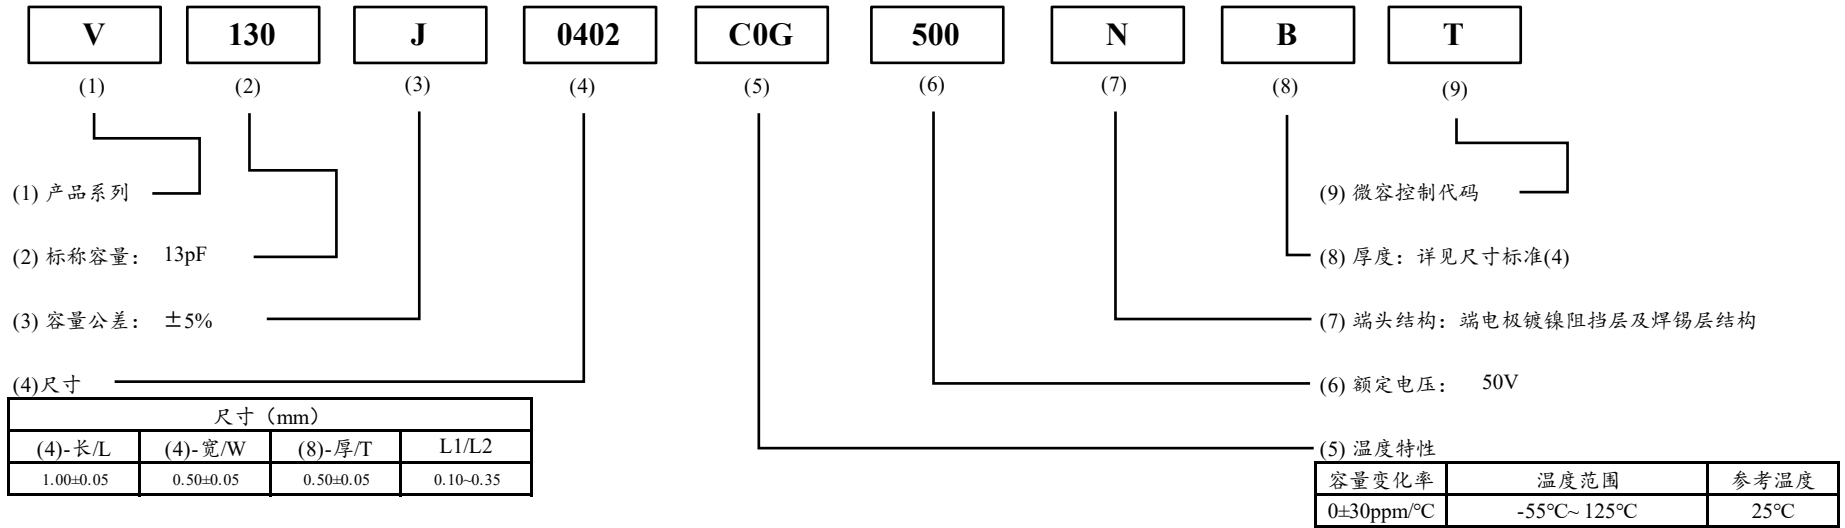 V 130 J 0402 C0G 500 N B T
(1) (2) (3) (4) (5) (6) (7) (8) (9)
(1) 产品系列
(9) 微容控制代码
(2) 标称容量： 13pF
(8) 厚度：详见尺寸标准(4)
(3) 容量公差： ±5%
(7) 端头结构：端电极镀镍阻挡层及焊锡层结构
(4)尺寸
(6) 额定电压： 50V
尺寸（mm）
(4)-长/L (4)-宽/W (8)-厚/T L1/L2
1.00±0.05 0.50±0.05 0.50±0.05 0.10~0.35
(5) 温度特性
容量变化率 温度范围 参考温度
0±30ppm/℃ -55℃~ 125℃ 25℃